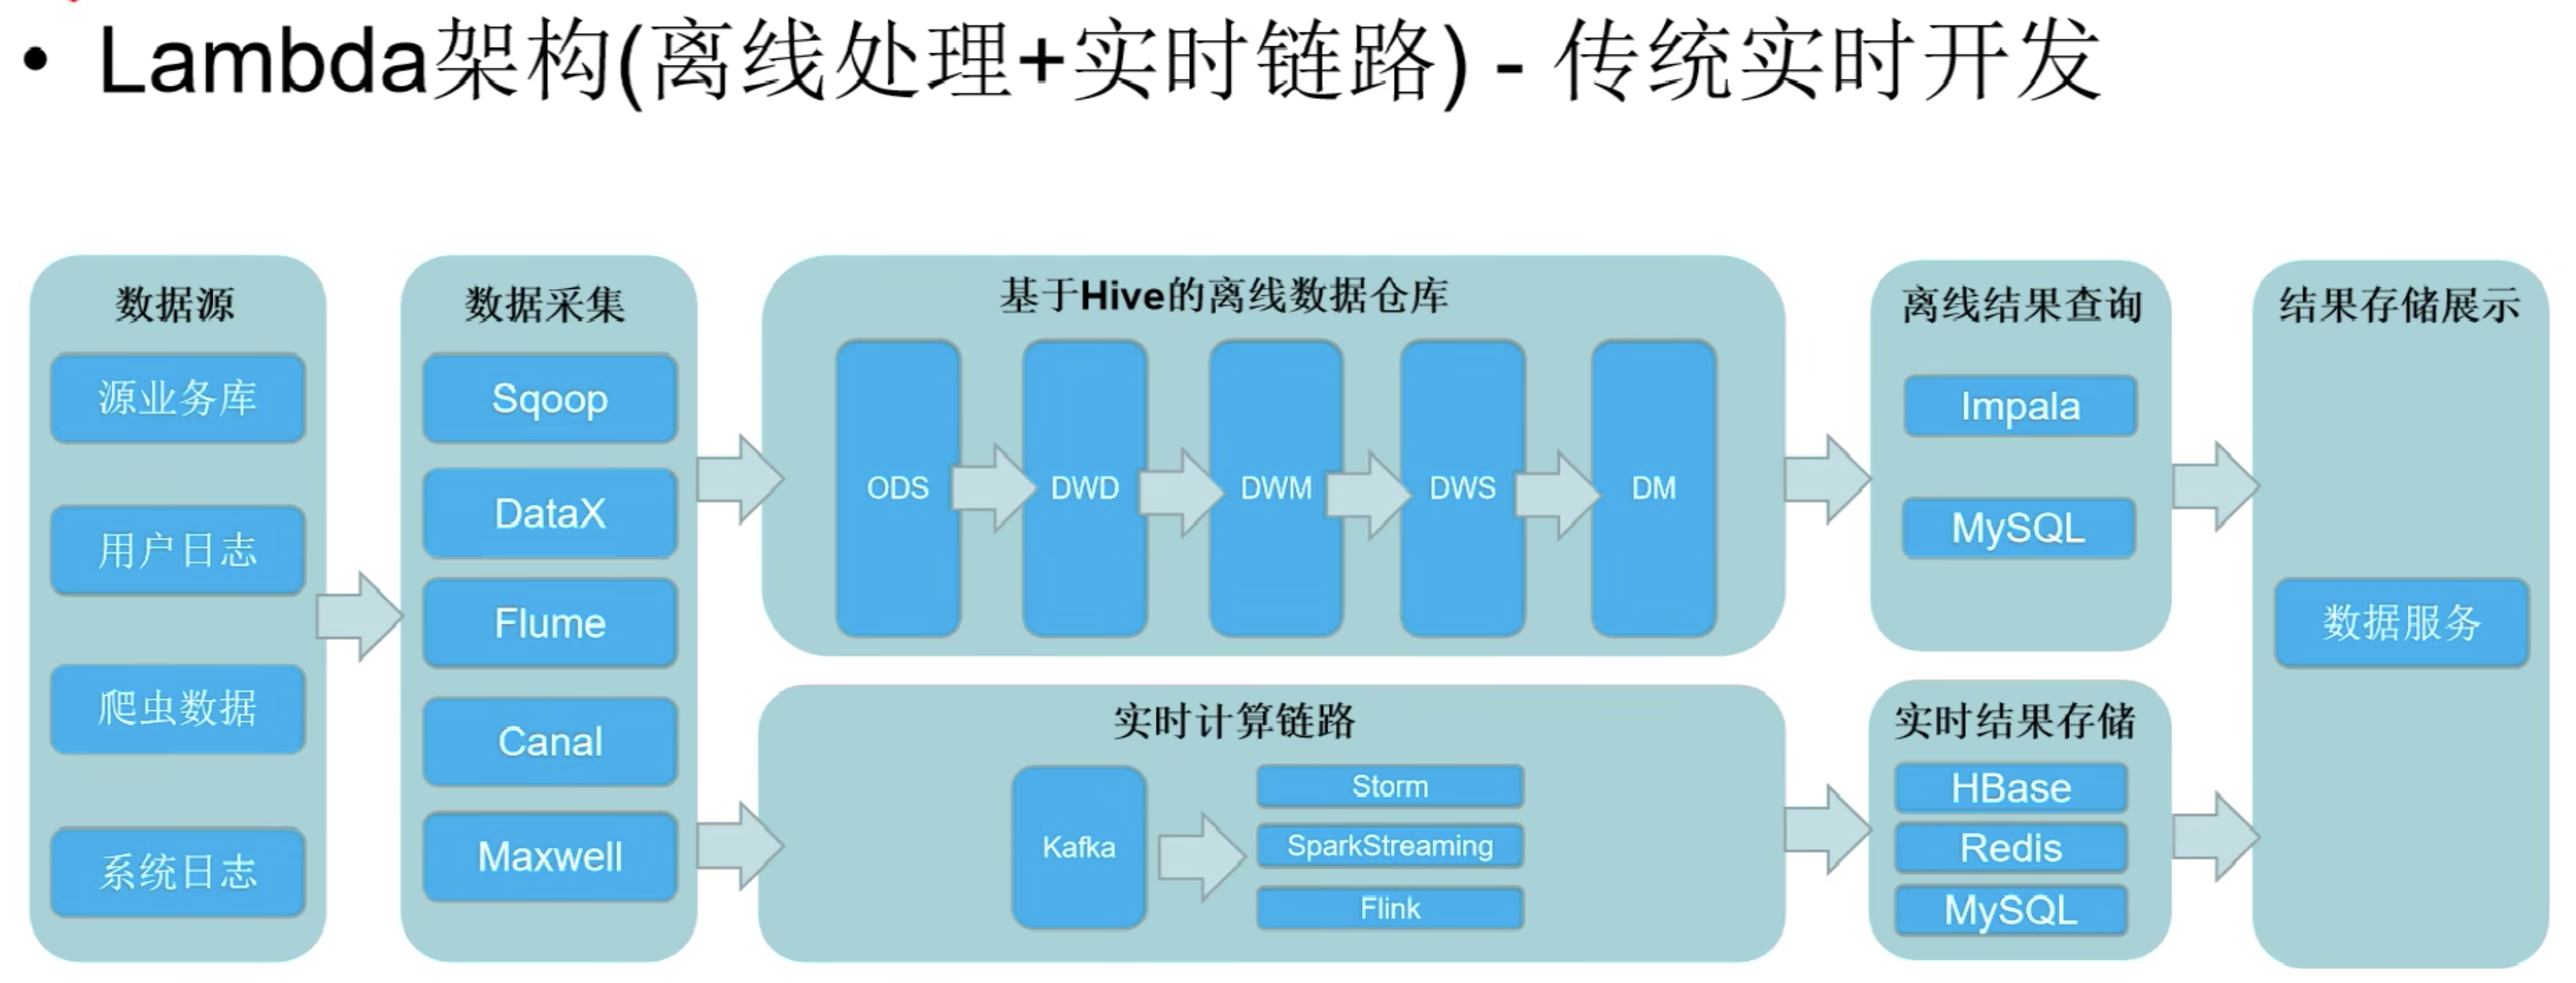 • Lambda架构(离线处理+实时链路) - 传统实时开发
数据源
源业务库
用户日志
爬虫数据
系统日志
数据采集
Sqoop
DataX
Flume
Canal
Maxwell
基于Hive的离线数据仓库
ODS
DWD
DWM
DWS
DM
实时计算链路
Kafka
Storm
SparkStreaming
Flink
离线结果查询
Impala
MySQL
实时结果存储
HBase
Redis
MySQL
结果存储展示
数据服务